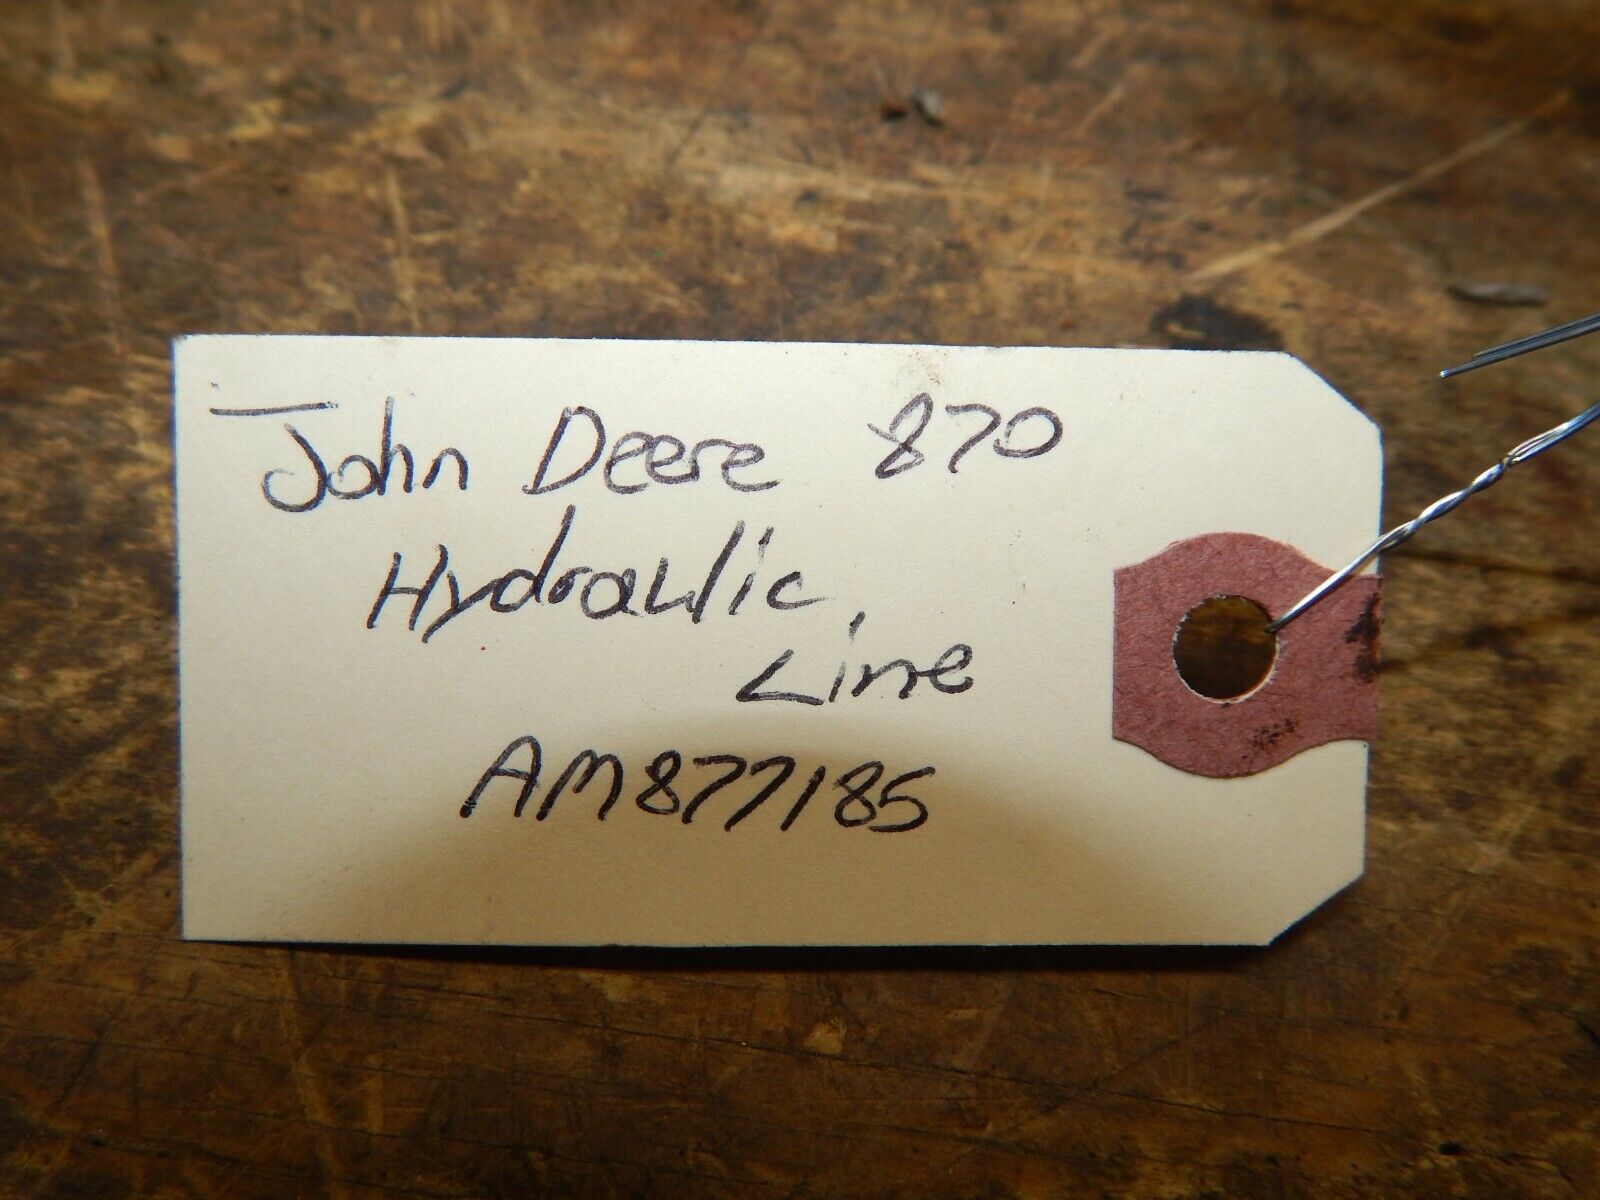 John Deere 870
Hydraulic
Line
AM877185